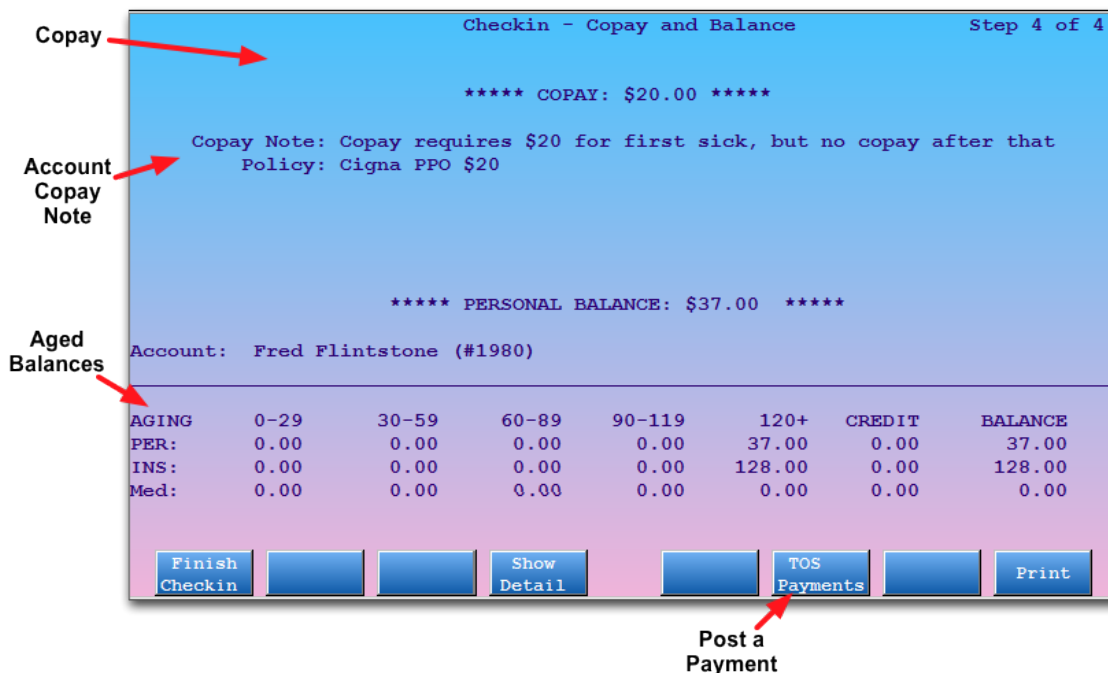 Checkin - Copay and Balance Step 4 of 4
Copay
***** COPAY: $20.00 *****
Copay Note: Copay requires $20 for first sick, but no copay after that
Policy: Cigna PPO $20
Account
Copay
Note
***** PERSONAL BALANCE: $37.00 *****
Aged
Balances
Account: Fred Flintstone (#1980)
AGING 0-29 30-59 60-89 90-119 120+ CREDIT BALANCE
PER: 0.00 0.00 0.00 0.00 37.00 0.00 37.00
INS: 0.00 0.00 0.00 0.00 128.00 0.00 128.00
Med: 0.00 0.00 0.00 0.00 0.00 0.00 0.00
Finish
Checkin
Show
Detail
TOS
Payments
Print
Post a
Payment